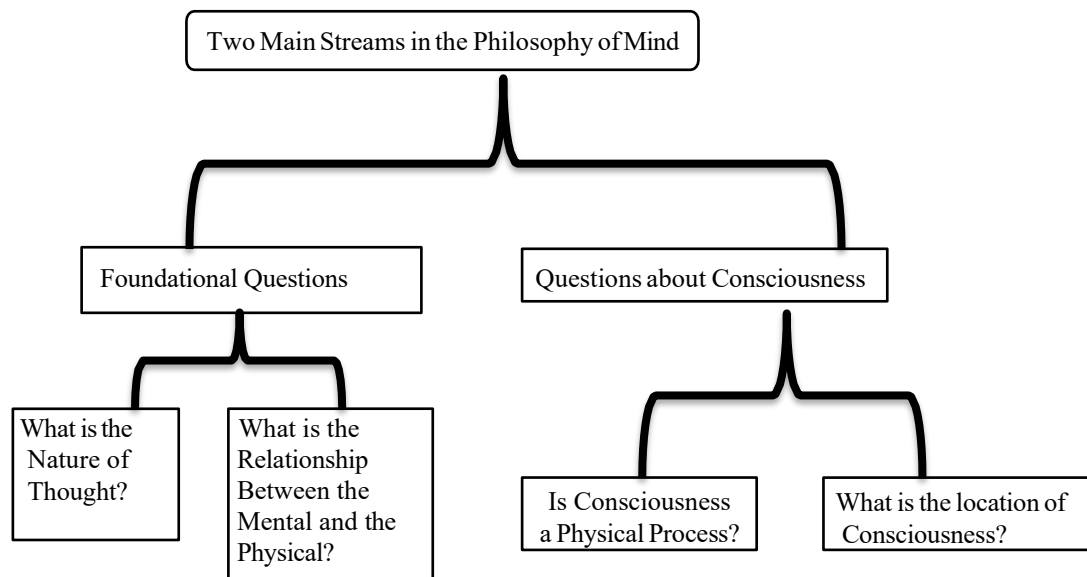 Two Main Streams in the Philosophy of Mind
Foundational Questions
Questions about Consciousness
What is the
Nature of
Thought?
What is the
Relationship
Between the
Mental and the
Physical?
Is Consciousness
a Physical Process?
What is the location of
Consciousness?